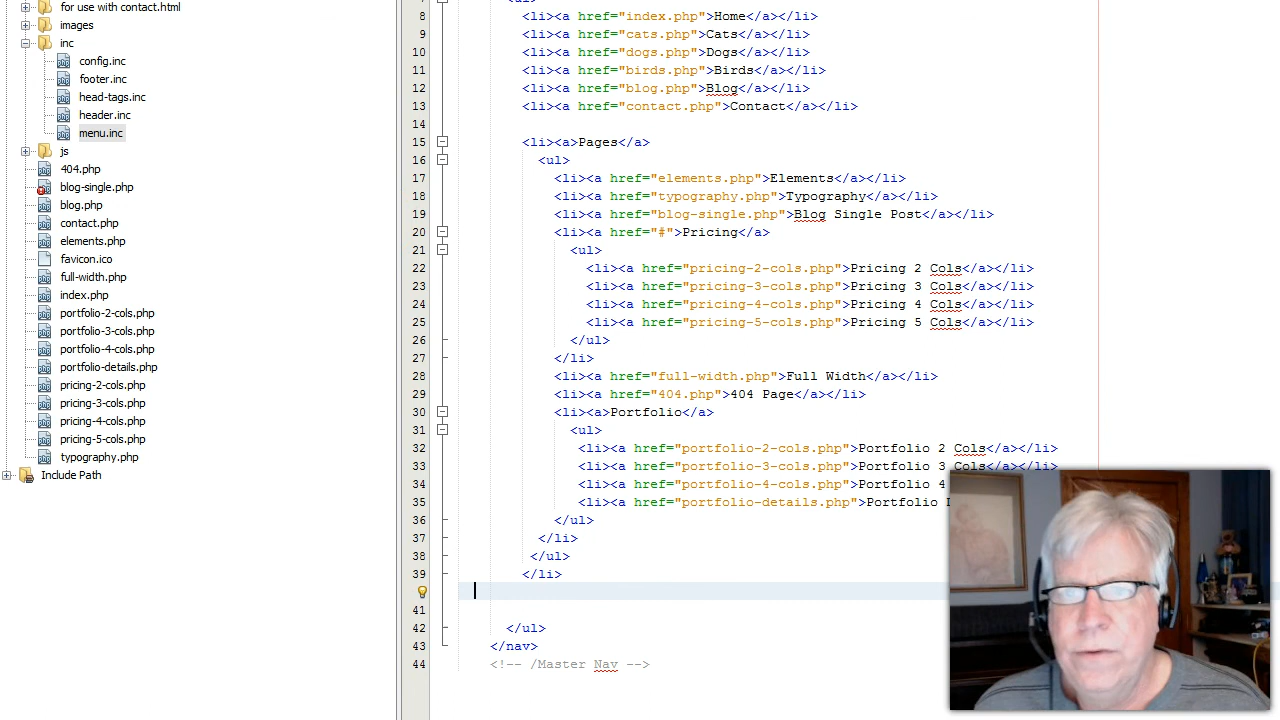 for use with contact.html
images
inc
config.inc
footer.inc
head-tags.inc
header.inc
menu.inc
js
404.php
blog-single.php
blog.php
contact.php
elements.php
favicon.ico
full-width.php
index.php
portfolio-2-cols.php
portfolio-3-cols.php
portfolio-4-cols.php
portfolio-details.php
pricing-2-cols.php
pricing-3-cols.php
pricing-4-cols.php
pricing-5-cols.php
typography.php
Include Path
8 <li><a href="index.php">Home</a></li>
9 <li><a href="cats.php">Cats</a></li>
10 <li><a href="dogs.php">Dogs</a></li>
11 <li><a href="birds.php">Birds</a></li>
12 <li><a href="blog.php">Blog</a></li>
13 <li><a href="contact.php">Contact</a></li>
14
15 <li><a>Pages</a>
16 <ul>
17 <li><a href="elements.php">Elements</a></li>
18 <li><a href="typography.php">Typography</a></li>
19 <li><a href="blog-single.php">Blog Single Post</a></li>
20 <li><a href="#">Pricing</a>
21 <ul>
22 <li><a href="pricing-2-cols.php">Pricing 2 Cols</a></li>
23 <li><a href="pricing-3-cols.php">Pricing 3 Cols</a></li>
24 <li><a href="pricing-4-cols.php">Pricing 4 Cols</a></li>
25 <li><a href="pricing-5-cols.php">Pricing 5 Cols</a></li>
26 </ul>
27 </li>
28 <li><a href="full-width.php">Full Width</a></li>
29 <li><a href="404.php">404 Page</a></li>
30 <li><a>Portfolio</a>
31 <ul>
32 <li><a href="portfolio-2-cols.php">Portfolio 2 Cols</a></li>
33 <li><a href="portfolio-3-cols.php">Portfolio 3 Cols</a></li>
34 <li><a href="portfolio-4-cols.php">Portfolio 4
35 <li><a href="portfolio-details.php">Portfolio
36 </ul>
37 </li>
38 </ul>
39 </li>
41
42 </ul>
43 </nav>
44 <!-- /Master Nav -->